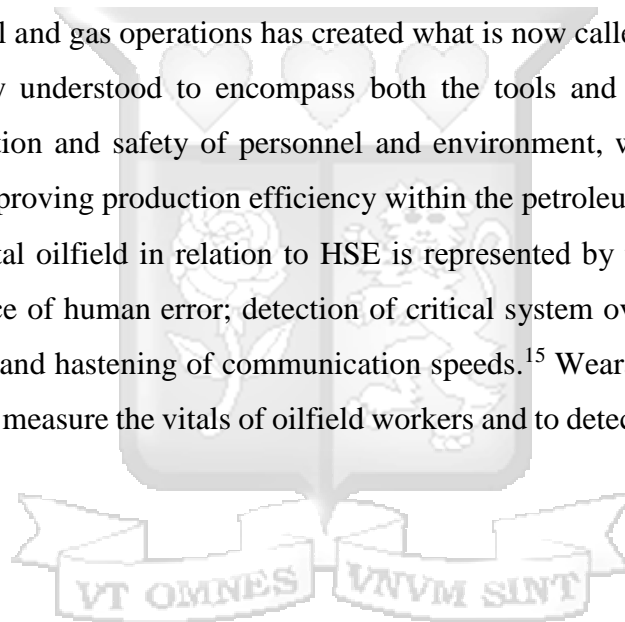 l and gas operations has created what is now calle
y understood to encompass both the tools and
tion and safety of personnel and environment, w
proving production efficiency within the petroleu
tal oilfield in relation to HSE is represented by
ce of human error; detection of critical system ov
and hastening of communication speeds.15 Wear
measure the vitals of oilfield workers and to detec
VT OMNES VNVM SINT